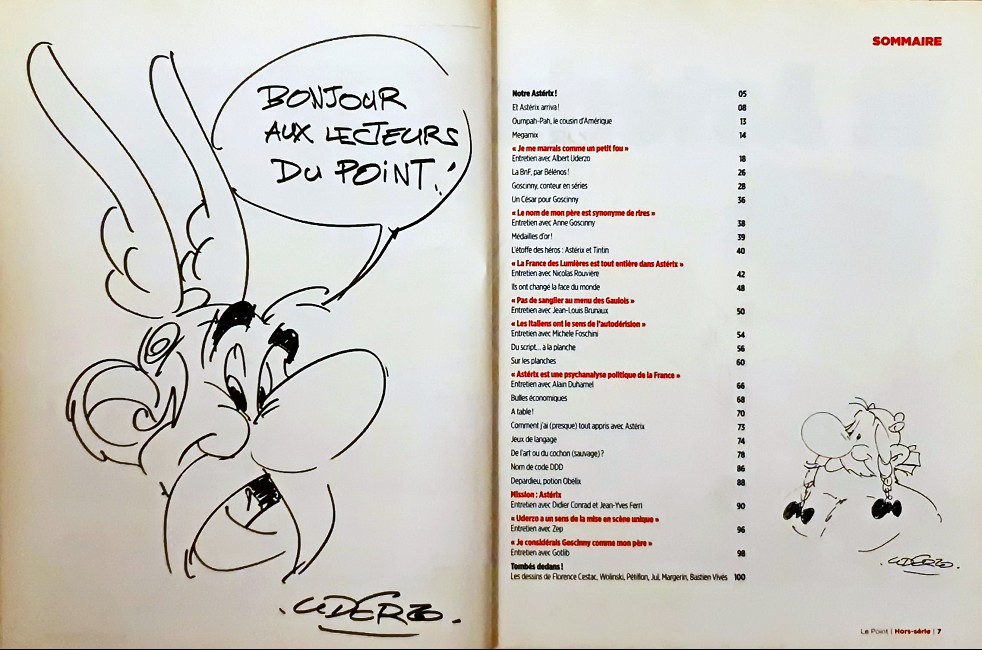 BONJOUR
AUX LECTEURS
DU POINT!
UDERZO.
SOMMAIRE
Notre Astérix ! 05
Et Astérix arriva ! 08
Oumpah-Pah, le cousin d'Amérique 13
Megamix 14
« Je me marrais comme un petit fou »
Entretien avec Albert Uderzo 18
La BnF, par Bélénos ! 26
Goscinny, conteur en séries 28
Un César pour Goscinny 36
« Le nom de mon père est synonyme de rires »
Entretien avec Anne Goscinny 38
Médailles d'or ! 39
L'étoffe des héros : Astérix et Tintin 40
« La France des Lumières est tout entière dans Astérix »
Entretien avec Nicolas Rouvière 42
Ils ont changé la face du monde 48
« Pas de sanglier au menu des Gaulois »
Entretien avec Jean-Louis Brunaux 50
« Les Italiens ont le sens de l'autodérision »
Entretien avec Michele Foschini 54
Du script... à la planche 56
Sur les planches 60
« Astérix est une psychanalyse politique de la France »
Entretien avec Alain Duhamel 66
Bulles économiques 68
A table ! 70
Comment j'ai (presque) tout appris avec Astérix 73
Jeux de langage 74
De l'art ou du cochon (sauvage) ? 78
Nom de code DDD 86
Depardieu, potion Obélix 88
Mission : Astérix
Entretien avec Didier Conrad et Jean-Yves Ferri 90
« Uderzo a un sens de la mise en scène unique »
Entretien avec Zep 96
« Je considérais Goscinny comme mon père »
Entretien avec Gotlib 98
Tombés dedans !
Les dessins de Florence Cestac, Wolinski, Pétillon, Jul, Margerin, Bastien Vivès 100
UDERZO.
Le Point | Hors-série | 7